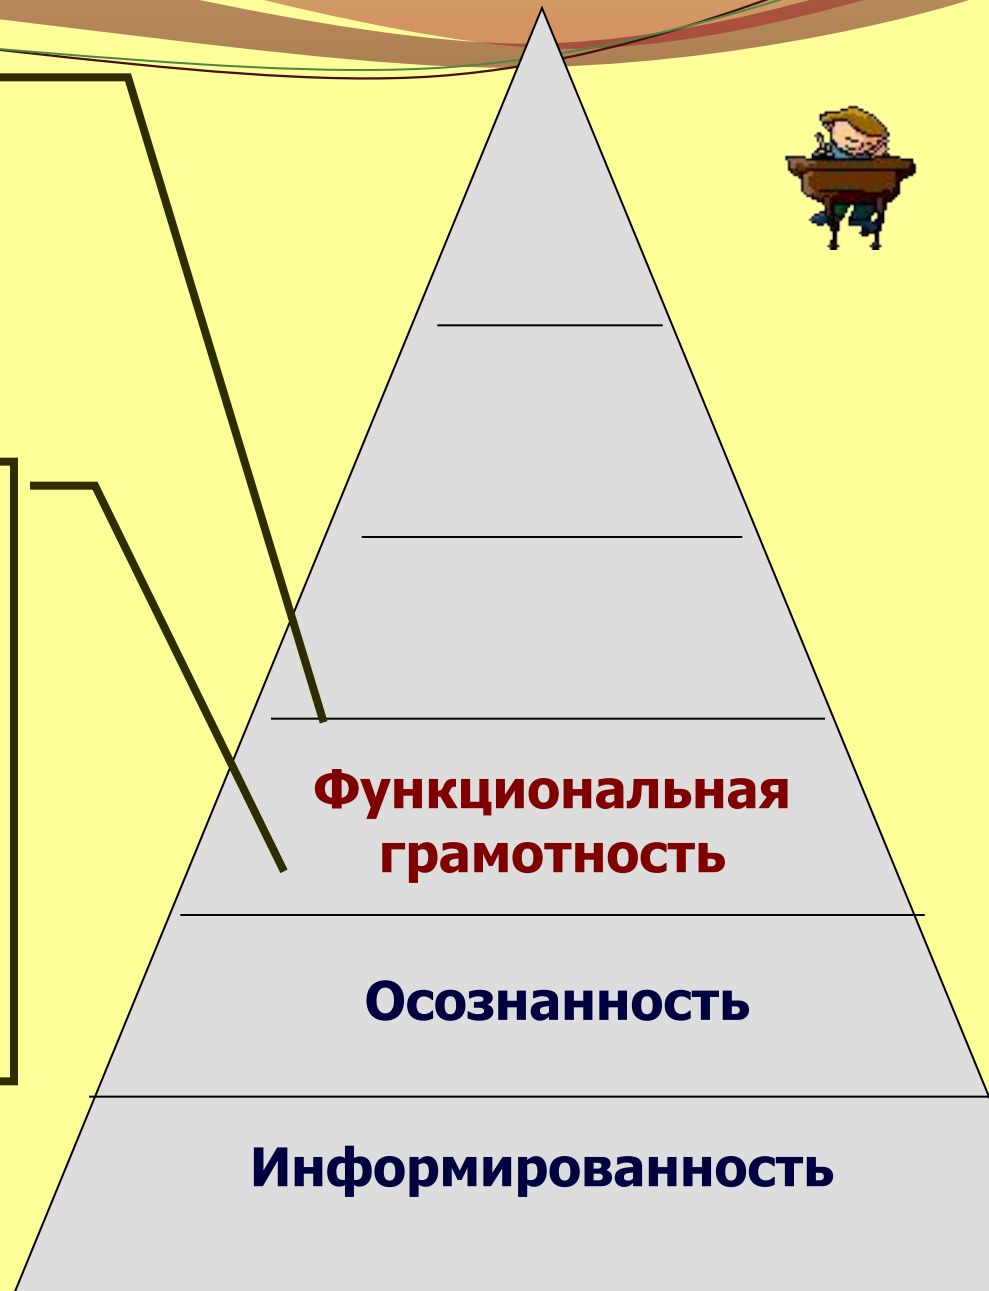 Функциональная
грамотность
Осознанность
Информированность